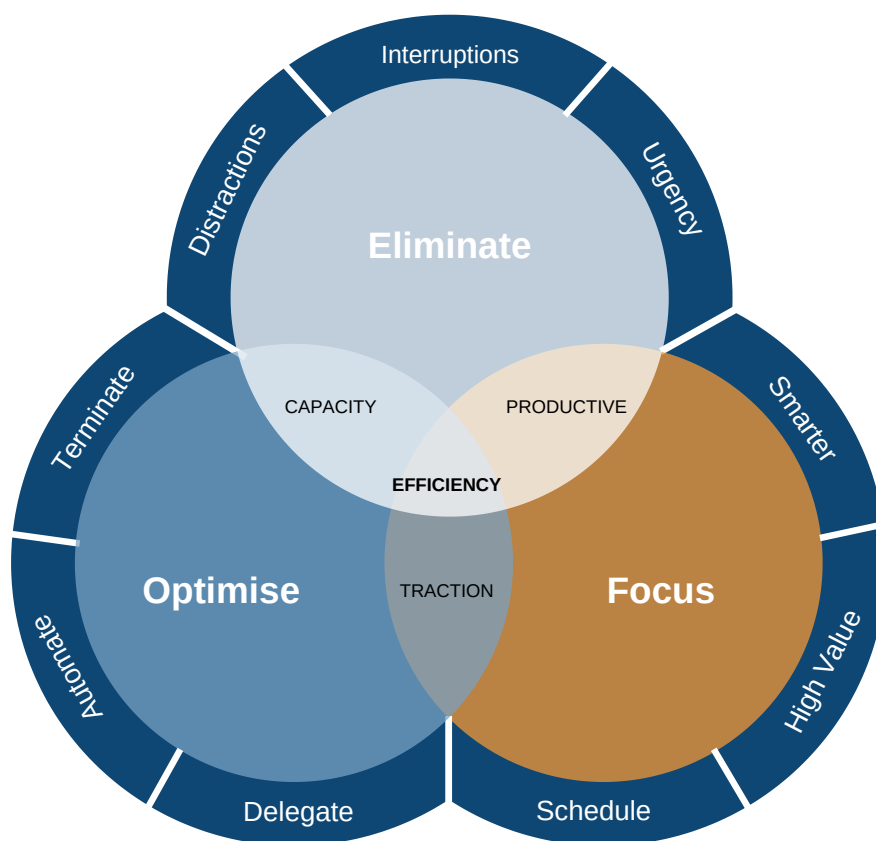 Interruptions
Distractions
Urgency
Eliminate
Terminate
CAPACITY
PRODUCTIVE
Smarter
EFFICIENCY
Optimise
TRACTION
Focus
Automate
High Value
Delegate
Schedule